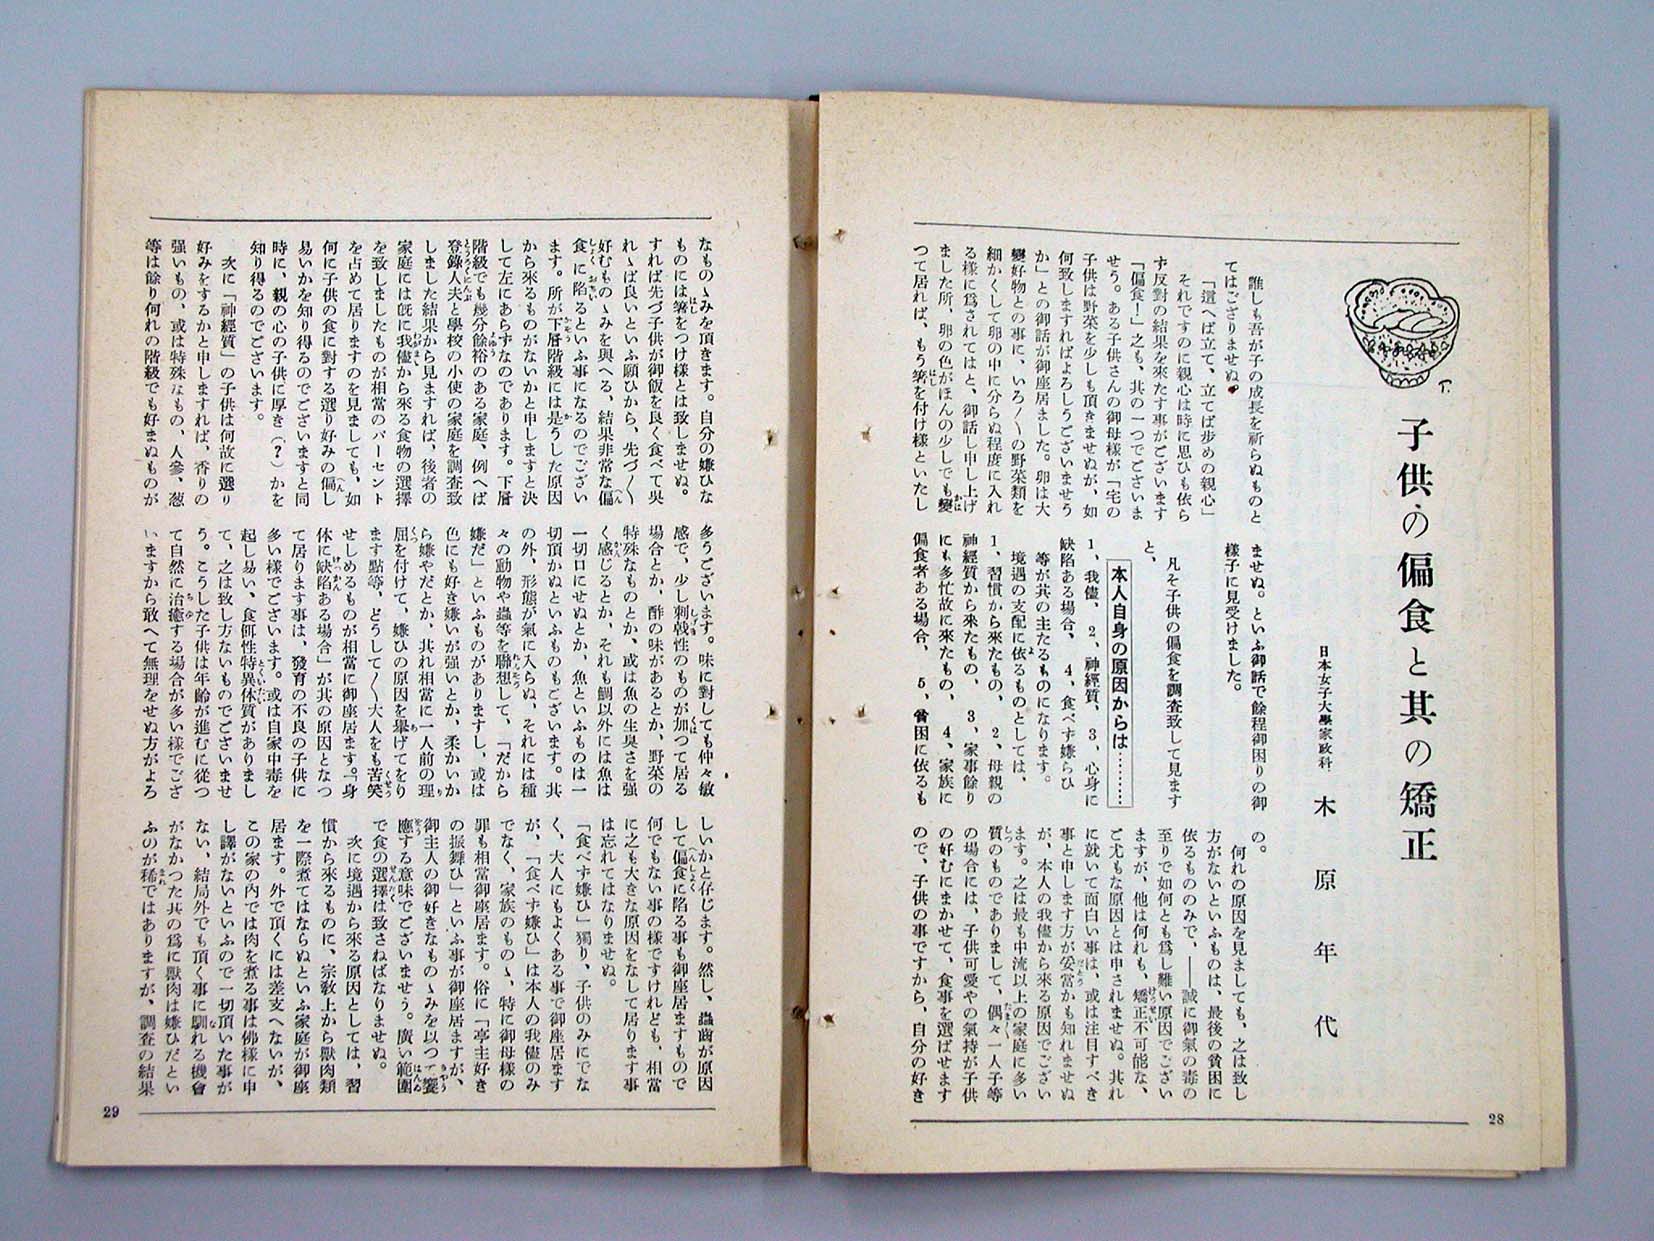 子供の偏食と其の矯正
日本女子大學家政科
木原年代
誰しも吾が子の成長を祈らぬものと
てはござりませぬ。
「這へば立て、立てば歩めの親心」
それですのに親心は時に思ひも依ら
ず反對の結果を來たす事がございます
「偏食！」之も、其の一つでございま
せう。ある子供さんの御母樣が「宅の
子供は野菜を少しも頂きませぬが、如
何致しますればよろしうございませう
か」との御話が御座居ました。卵は大
變好物との事に、いろ〱の野菜類を
細かくして卵の中に分らぬ程度に入れ
る樣に爲されてはと、御話し申し上げ
ました所、卵の色がほんの少しでも變
つて居れば、もう箸を付け樣といたし
ませぬ。といふ御話で餘程御困りの御
樣子に見受けました。
凡そ子供の偏食を調査致して見ます
と、
本人自身の原因からは………
1、我儘、2、神經質、3、心身に
缺陷ある場合、4、食べず嫌らひ
等が共の主たるものになります。
境遇の支配に依るものとしては、
1、習慣から來たもの、2、母親の
神經質から來たもの、3、家事餘り
にも多忙故に來たもの、4、家族に
偏食者ある場合、5、貧困に依るも
の。
何れの原因を見ましても、之は致し
方がないといふものは、最後の貧困に
依るもののみで、――誠に御氣の毒の
至りで如何とも爲し難い原因でござい
ますが、他は何れも、矯正不可能な、
ご尤もな原因とは申されませぬ。其れ
に就いて面白い事は、或は注目すべき
事と申します方が妥當かも知れませぬ
が、本人の我儘から來る原因でござい
ます。之は最も中流以上の家庭に多い
質のものでありまして、偶々一人子等
の場合には、子供可愛やの氣持が子供
の好むにまかせて、食事を選ばせます
ので、子供の事ですから、自分の好き
28
なものゝみを頂きます。自分の嫌ひな
ものには箸をつけ樣とは致しませぬ。
すれば先づ子供が御飯を良く食べて吳
れゝば良いといふ願ひから、先づ〱
好むものゝみを與へる、結果非常な偏
食に陷るといふ事になるのでござい
ます。所が下層階級には是うした原因
から來るものがないかと申しますと決
して左にあらずなのであります。下層
階級でも幾分餘裕のある家庭、例へば
登錄人夫と學校の小使の家庭を調査致
しました結果から見ますれば、後者の
家庭には旣に我儘から來る食物の選擇
を致しましたものが相當のパーセント
を占めて居りますのを見ましても、如
何に子供の食に對する選り好みの偏し
易いかを知り得るのでございますと同
時に、親の心の子供に厚き(？)かを
知り得るのでございます。
次に「神經質」の子供は何故に選り
好みをするかと申しますれば、香りの
强いもの、或は特殊なもの、人參、葱
等は餘り何れの階級でも好まぬものが
多うございます。味に對しても仲々敏
感で、少し刺戟性のものが加つて居る
場合とか、酢の味があるとか、野菜の
特殊なものとか、或は魚の生臭さを强
く感じるとか、それも鯛以外には魚は
一切口にせぬとか、魚といふものは一
切頂かぬといふものもございます。其
の外、形態が氣に入らぬ、それには種
々の動物や蟲等を聯想して、「だから
嫌だ」といふものがありますし、或は
色にも好き嫌いが强いとか、柔かいか
ら嫌やだとか、其れ相當に一人前の理
屈を付けて、嫌ひの原因を擧げてをり
ます點等、どうして〱大人をも苦笑
せしめるものが相當に御座居ます。「身
休に缺陷ある場合」が其の原因となつ
て居ります事は、發育の不良の子供に
多い樣でございます。或は自家中毒を
起し易い、食餌性特異体質がありまし
て、之は致し方ないものでございませ
う。こうした子供は年齡が進むに從つ
て自然に治癒する場合が多い樣でござ
いますから敢へて無理をせぬ方がよろ
しいかと存じます。然し、蟲齒が原因
して偏食に陷る事も御座居ますもので
何でもない事の樣ですけれども、相當
に之も大きな原因をなして居ります事
は忘れてはなりませぬ。
「食べず嫌ひ」獨り、子供のみにでな
く、大人にもよくある事で御座居ます
が、「食べず嫌ひ」は本人の我儘のみ
でなく、家族のものゝ、特に御母樣の
罪も相當御座居ます。俗に「亭主好き
の振舞ひ」といふ事が御座居ますが、
御主人の御好きなものゝみを以つて饗
應する意味でございませう。廣い範圍
で食の選擇は致さねばなりませぬ。
次に境遇から來る原因としては、習
慣から來るものに、宗敎上から獸肉類
を一際煮てはならぬといふ家庭が御座
居ます。外で頂くには差支へないが、
この家の內では肉を煮る事は佛樣に申
し譯がないといふので一切頂いた事が
ない、結局外でも頂く事に馴れる機會
がなかつた其の爲に獸肉は嫌ひだとい
ふのが稀ではありますが、調査の結果
29